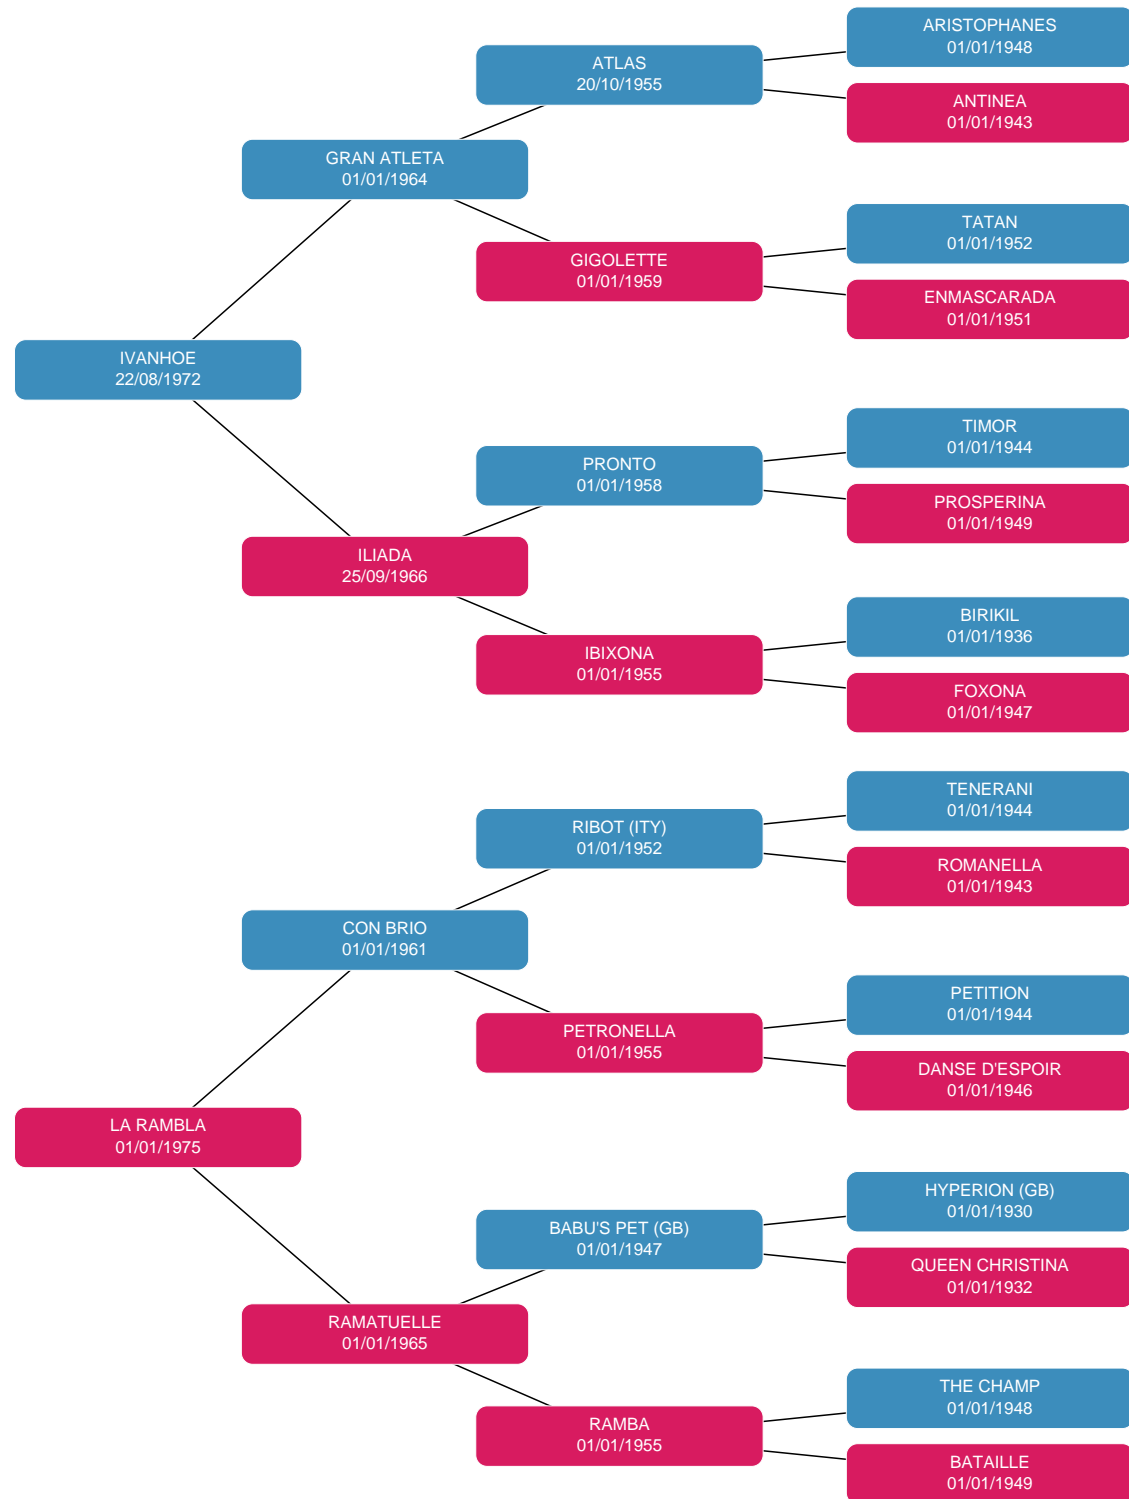 ARISTOPHANES
01/01/1948
ATLAS
20/10/1955
ANTINEA
01/01/1943
GRAN ATLETA
01/01/1964
TATAN
01/01/1952
GIGOLETTE
01/01/1959
ENMASCARADA
01/01/1951
IVANHOE
22/08/1972
TIMOR
01/01/1944
PRONTO
01/01/1958
PROSPERINA
01/01/1949
ILIADA
25/09/1966
BIRIKIL
01/01/1936
IBIXONA
01/01/1955
FOXONA
01/01/1947
TENERANI
01/01/1944
RIBOT (ITY)
01/01/1952
ROMANELLA
01/01/1943
CON BRIO
01/01/1961
PETITION
01/01/1944
PETRONELLA
01/01/1955
DANSE D'ESPOIR
01/01/1946
LA RAMBLA
01/01/1975
HYPERION (GB)
01/01/1930
BABU'S PET (GB)
01/01/1947
QUEEN CHRISTINA
01/01/1932
RAMATUELLE
01/01/1965
THE CHAMP
01/01/1948
RAMBA
01/01/1955
BATAILLE
01/01/1949